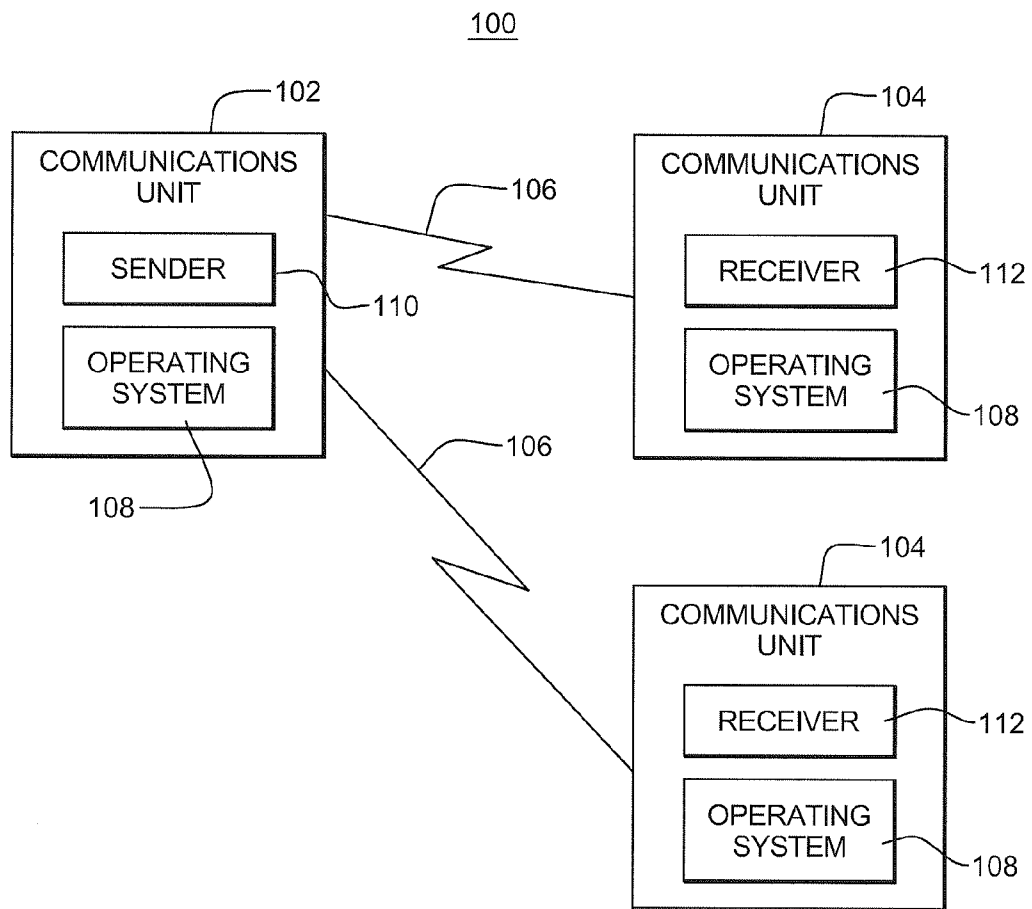 100
102
COMMUNICATIONS
UNIT
SENDER
110
OPERATING
SYSTEM
108
106
106
104
COMMUNICATIONS
UNIT
RECEIVER
112
OPERATING
SYSTEM
108
104
COMMUNICATIONS
UNIT
RECEIVER
112
OPERATING
SYSTEM
108